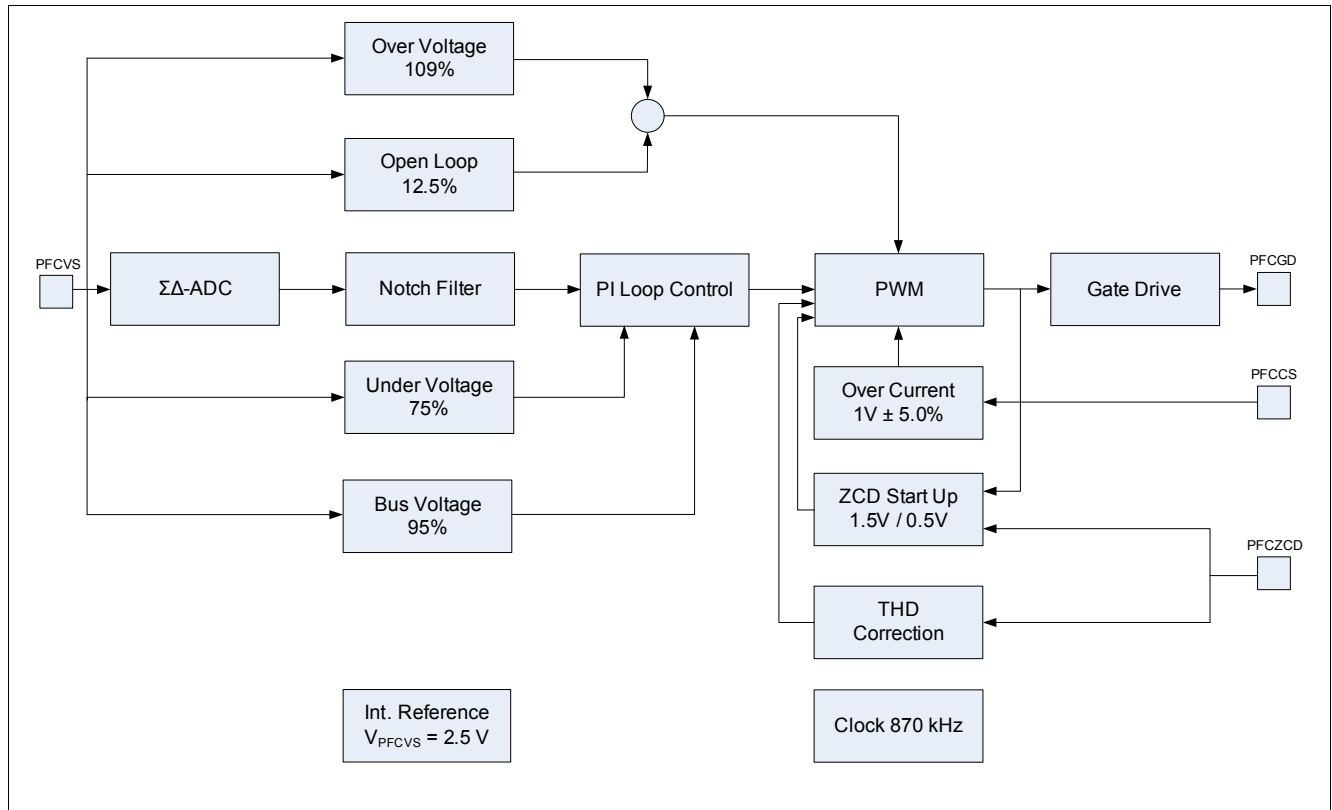 Over Voltage
109%
Open Loop
12.5%
PFCVS
ΣΔ-ADC
Notch Filter
PI Loop Control
PWM
Gate Drive
PFCGD
Under Voltage
75%
Over Current
1V ± 5.0%
PFCCS
Bus Voltage
95%
ZCD Start Up
1.5V / 0.5V
PFCZCD
THD
Correction
Int. Reference
VPFCVS = 2.5 V
Clock 870 kHz